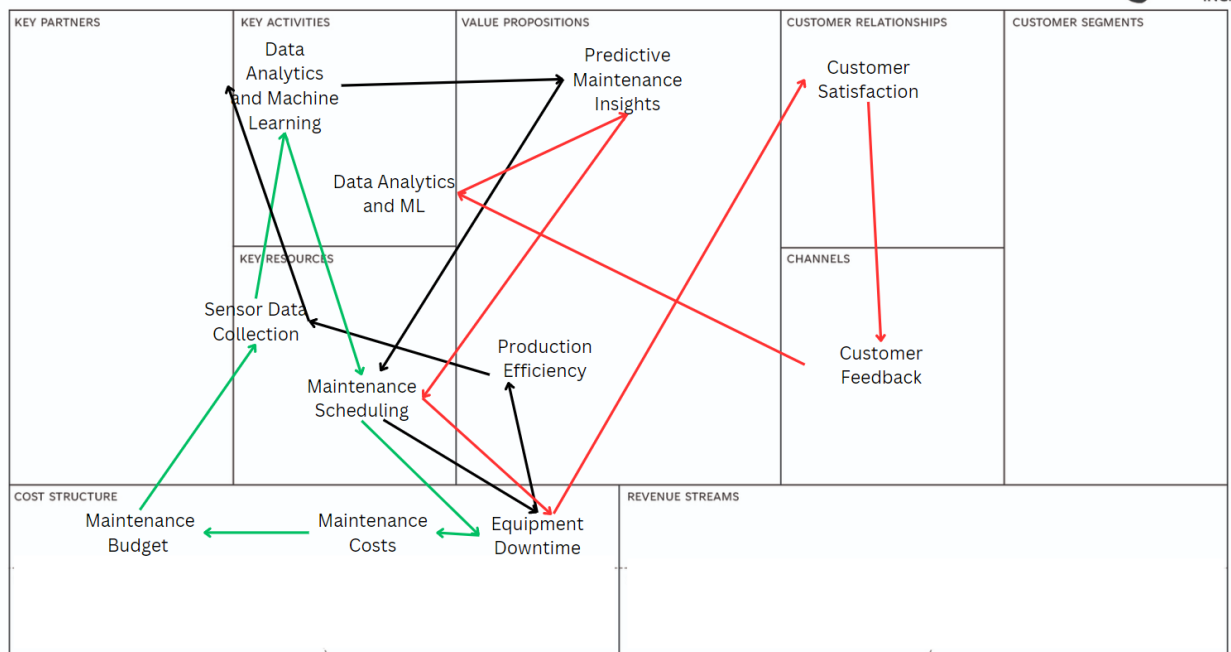 INC
KEY PARTNERS
KEY ACTIVITIES
VALUE PROPOSITIONS
CUSTOMER RELATIONSHIPS
CUSTOMER SEGMENTS
Data
Analytics
and Machine
Learning
Predictive
Maintenance
Insights
Customer
Satisfaction
Data Analytics
and ML
KEY RESOURCES
CHANNELS
Sensor Data
Collection
Production
Efficiency
Customer
Feedback
Maintenance
Scheduling
COST STRUCTURE
REVENUE STREAMS
Maintenance
Budget
Maintenance
Costs
Equipment
Downtime